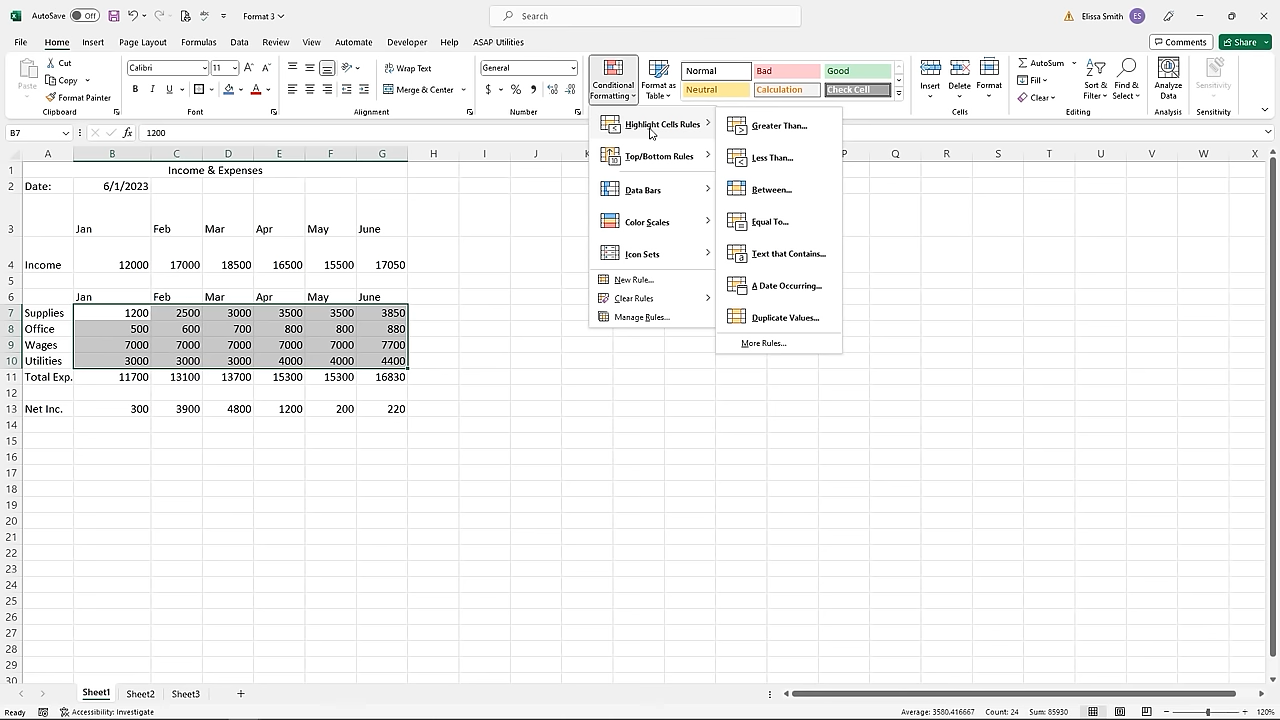 AutoSave Off Format 3 Search Elissa Smith ES
File Home Insert Page Layout Formulas Data Review View Automate Developer Help ASAP Utilities Comments Share
Paste Cut Copy Format Painter
Clipboard
Calibri 11
B I U
Font
Wrap Text
Merge & Center
Alignment
General
$ % 9
Number
Conditional Formatting
Format as Table
Normal Bad Good
Neutral Calculation Check Cell
Insert Delete Format
Cells
AutoSum
Fill
Clear
Sort & Filter
Find & Select
Editing
Analyze Data
Analysis
Sensitivity
Sensitivity
B7 fx 1200
A B C D E F G H I J K P Q R S T U V W X
1 Income & Expenses
2 Date: 6/1/2023
3 Jan Feb Mar Apr May June
4 Income 12000 17000 18500 16500 15500 17050
5
6 Jan Feb Mar Apr May June
7 Supplies 1200 2500 3000 3500 3500 3850
8 Office 500 600 700 800 800 880
9 Wages 7000 7000 7000 7000 7000 7700
10 Utilities 3000 3000 3000 4000 4000 4400
11 Total Exp. 11700 13100 13700 15300 15300 16830
12
13 Net Inc. 300 3900 4800 1200 200 220
14
15
16
17
18
19
20
21
22
23
24
25
26
27
28
29
30
Highlight Cells Rules
Top/Bottom Rules
Data Bars
Color Scales
Icon Sets
New Rule...
Clear Rules
Manage Rules...
Greater Than...
Less Than...
Between...
Equal To...
Text that Contains...
A Date Occurring...
Duplicate Values...
More Rules...
Sheet1 Sheet2 Sheet3
Ready Accessibility: Investigate Average: 3580.416667 Count: 24 Sum: 85930 120%